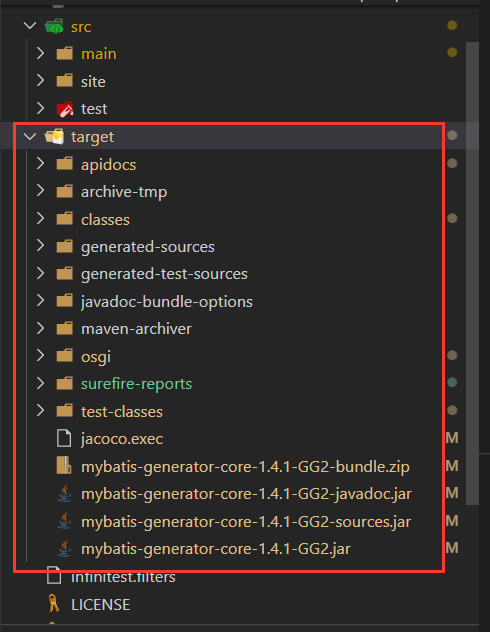 src
main
site
test
target
apidocs
archive-tmp
classes
generated-sources
generated-test-sources
javadoc-bundle-options
maven-archiver
osgi
surefire-reports
test-classes
jacoco.exec M
mybatis-generator-core-1.4.1-GG2-bundle.zip M
mybatis-generator-core-1.4.1-GG2-javadoc.jar M
mybatis-generator-core-1.4.1-GG2-sources.jar M
mybatis-generator-core-1.4.1-GG2.jar M
infinitest.filters
LICENSE